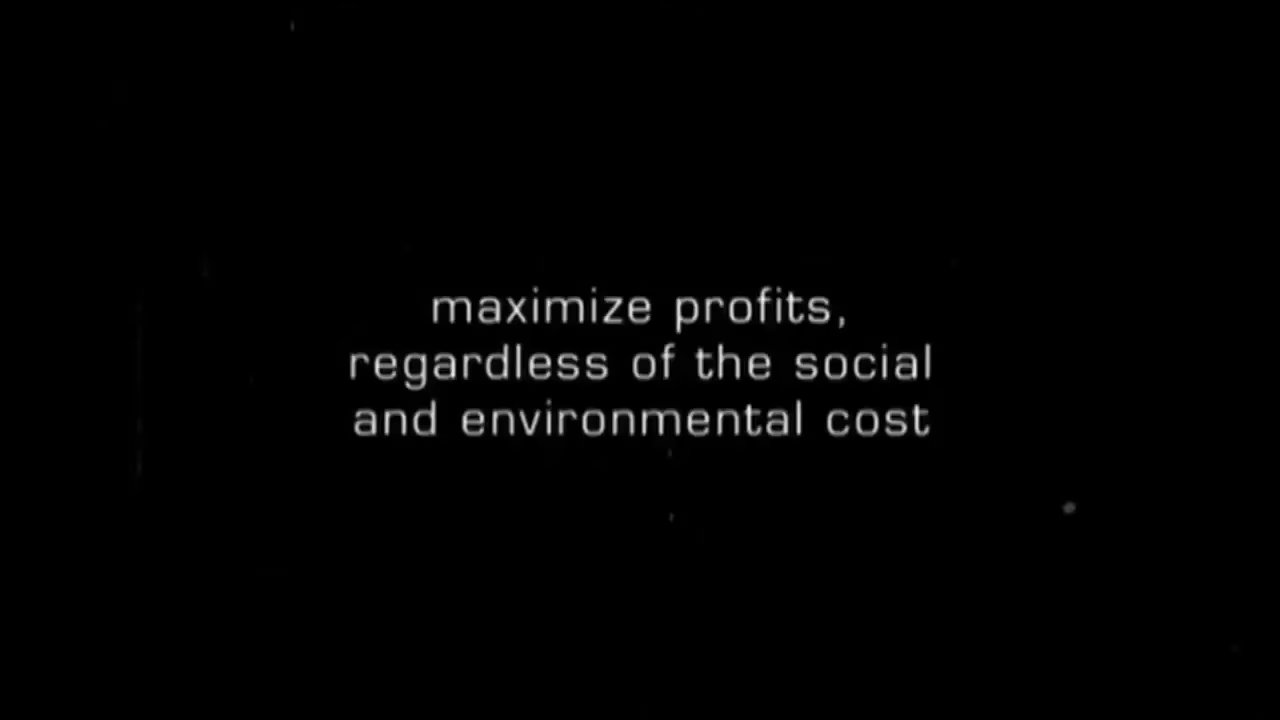 maximize profits,
regardless of the social
and environmental cost